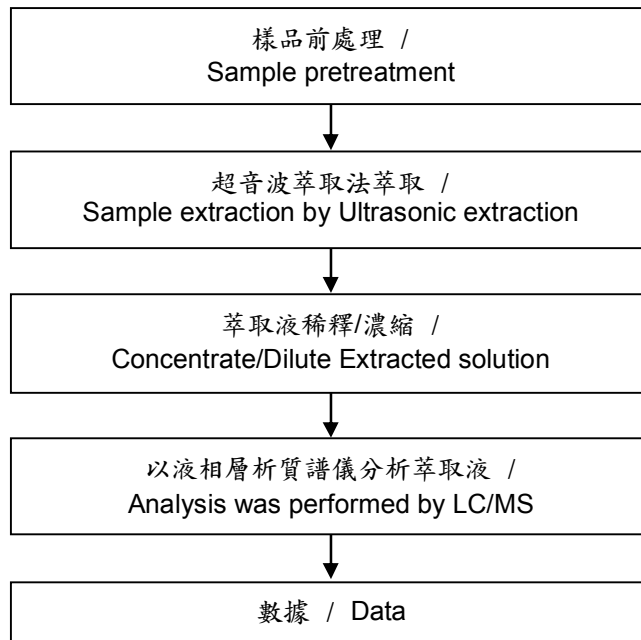 樣品前處理 /
Sample pretreatment
超音波萃取法萃取 /
Sample extraction by Ultrasonic extraction
萃取液稀釋/濃縮 /
Concentrate/Dilute Extracted solution
以液相層析質譜儀分析萃取液 /
Analysis was performed by LC/MS
數據 / Data